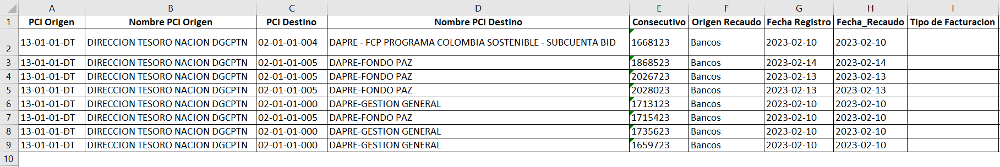 A B C D E F G H I
1 PCI Origen Nombre PCI Origen PCI Destino Nombre PCI Destino Consecutivo Origen Recaudo Fecha Registro Fecha_Recaudo Tipo de Facturacion
2 13-01-01-DT DIRECCION TESORO NACION DGCPTN 02-01-01-004 DAPRE - FCP PROGRAMA COLOMBIA SOSTENIBLE - SUBCUENTA BID 1668123 Bancos 2023-02-10 2023-02-10
3 13-01-01-DT DIRECCION TESORO NACION DGCPTN 02-01-01-005 DAPRE-FONDO PAZ 1868523 Bancos 2023-02-14 2023-02-14
4 13-01-01-DT DIRECCION TESORO NACION DGCPTN 02-01-01-005 DAPRE-FONDO PAZ 2026723 Bancos 2023-02-13 2023-02-13
5 13-01-01-DT DIRECCION TESORO NACION DGCPTN 02-01-01-005 DAPRE-FONDO PAZ 2028023 Bancos 2023-02-13 2023-02-13
6 13-01-01-DT DIRECCION TESORO NACION DGCPTN 02-01-01-000 DAPRE-GESTION GENERAL 1713123 Bancos 2023-02-10 2023-02-10
7 13-01-01-DT DIRECCION TESORO NACION DGCPTN 02-01-01-005 DAPRE-FONDO PAZ 1715423 Bancos 2023-02-10 2023-02-10
8 13-01-01-DT DIRECCION TESORO NACION DGCPTN 02-01-01-000 DAPRE-GESTION GENERAL 1735623 Bancos 2023-02-10 2023-02-10
9 13-01-01-DT DIRECCION TESORO NACION DGCPTN 02-01-01-000 DAPRE-GESTION GENERAL 1659723 Bancos 2023-02-10 2023-02-10
10